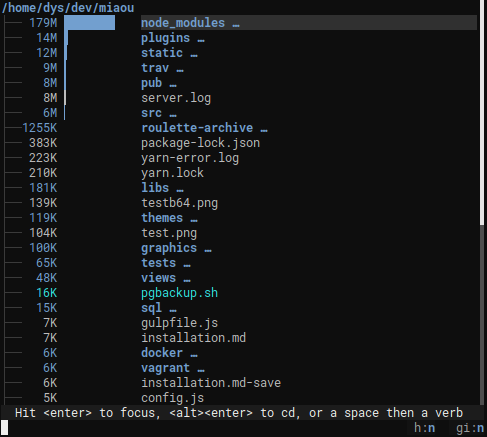 /home/dys/dev/miaou
179M node_modules …
14M plugins …
12M static …
9M trav …
8M pub …
8M server.log
6M src …
1255K roulette-archive …
383K package-lock.json
223K yarn-error.log
210K yarn.lock
181K libs …
139K testb64.png
119K themes …
104K test.png
100K graphics …
65K tests …
48K views …
16K pgbackup.sh
15K sql …
7K gulpfile.js
7K installation.md
6K docker …
6K vagrant …
6K installation.md-save
5K config.js
Hit <enter> to focus, <alt><enter> to cd, or a space then a verb
h:n gi:n